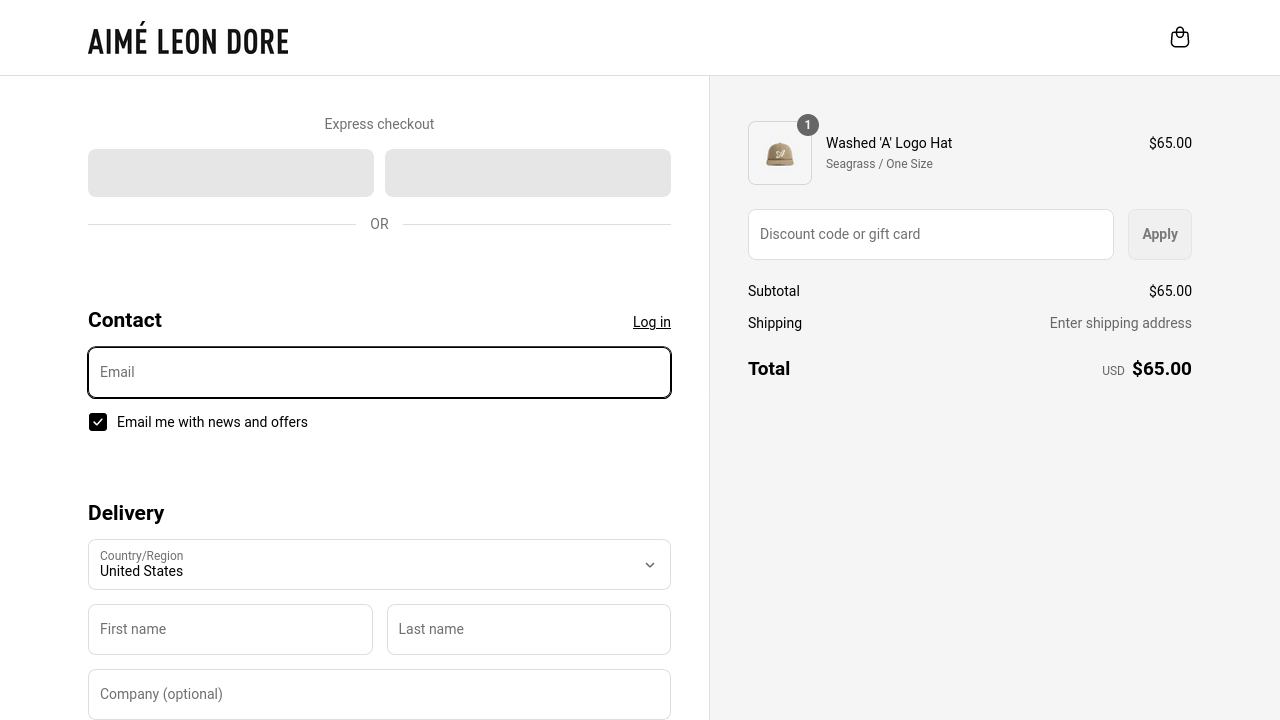 AIMÉ LEON DORE
Express checkout
OR
Contact
Log in
Email
Email me with news and offers
Delivery
Country/Region
United States
First name
Last name
Company (optional)
1
Washed 'A' Logo Hat
$65.00
Seagrass / One Size
Discount code or gift card
Apply
Subtotal
$65.00
Shipping
Enter shipping address
Total
USD $65.00